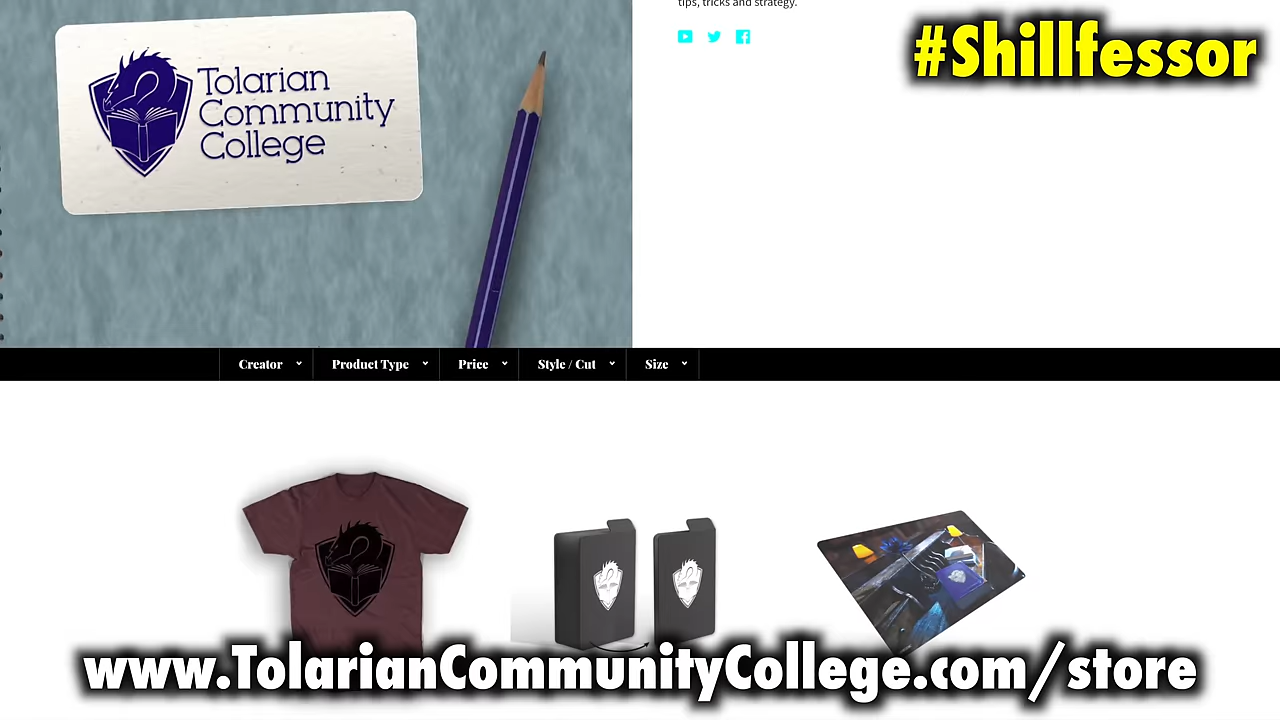 tips, tricks and strategy.
#Shillfessor
Tolarian
Community
College
Creator
Product Type
Price
Style / Cut
Size
www.TolarianCommunityCollege.com/store